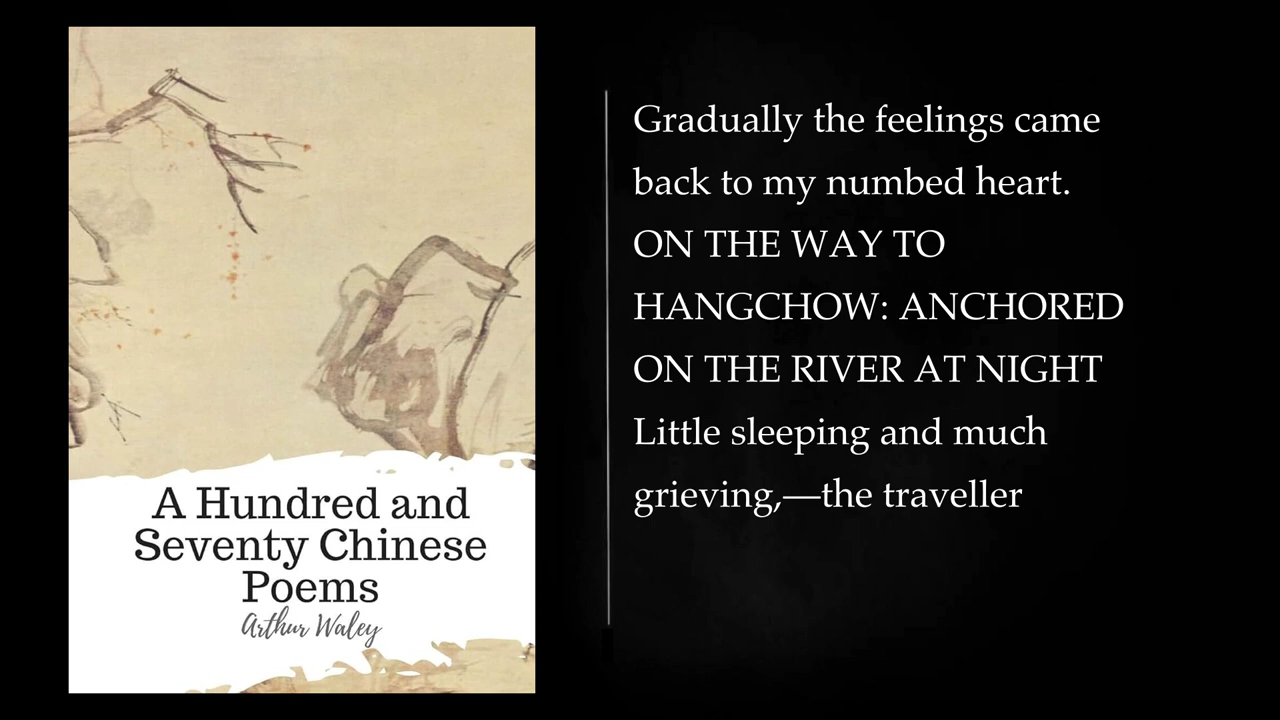 A Hundred and
Seventy Chinese
Poems
Arthur Waley
Gradually the feelings came
back to my numbed heart.
ON THE WAY TO
HANGCHOW: ANCHORED
ON THE RIVER AT NIGHT
Little sleeping and much
grieving,—the traveller